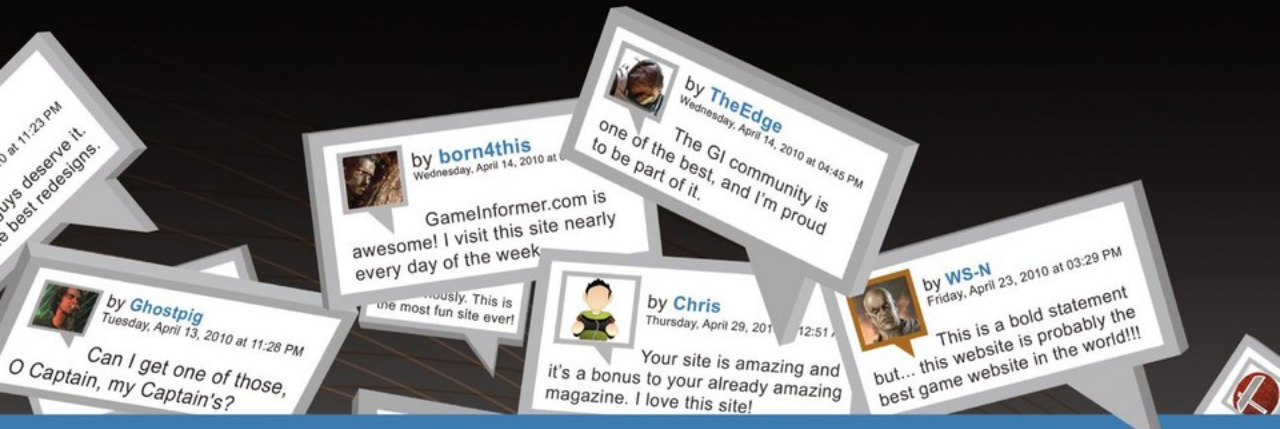 0 at 11:23 PM
uys deserve it.
e best redesigns.
by Ghostpig
Tuesday, April 13, 2010 at 11:28 PM
Can I get one of those,
O Captain, my Captain's?
by born4this
Wednesday, April 14, 2010 at
GameInformer.com is
awesome! I visit this site nearly
every day of the week
ously. This is
the most fun site ever!
by TheEdge
Wednesday, April 14, 2010 at 04:45 PM
The GI community is
one of the best, and I'm proud
to be part of it.
by Chris
Thursday, April 29, 201 12:51
Your site is amazing and
it's a bonus to your already amazing
magazine. I love this site!
by WS-N
Friday, April 23, 2010 at 03:29 PM
This is a bold statement
but... this website is probably the
best game website in the world!!!